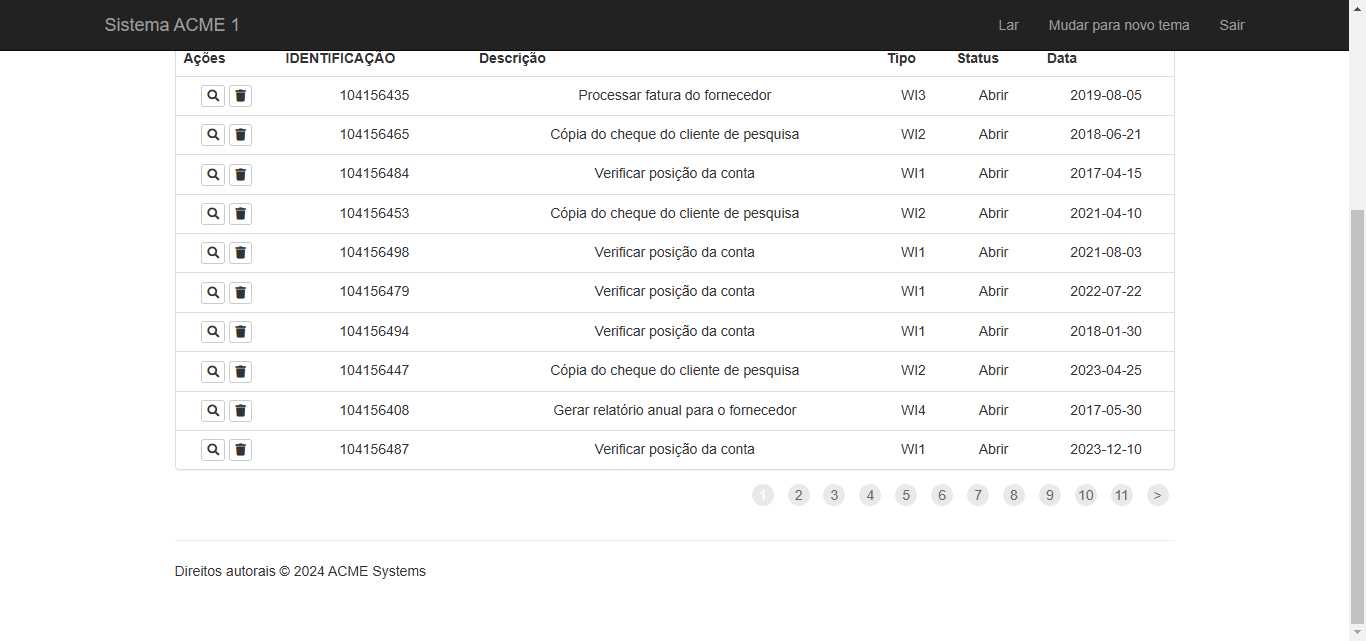 Sistema ACME 1 Lar Mudar para novo tema Sair
Ações IDENTIFICAÇÃO Descrição Tipo Status Data
104156435 Processar fatura do fornecedor WI3 Abrir 2019-08-05
104156465 Cópia do cheque do cliente de pesquisa WI2 Abrir 2018-06-21
104156484 Verificar posição da conta WI1 Abrir 2017-04-15
104156453 Cópia do cheque do cliente de pesquisa WI2 Abrir 2021-04-10
104156498 Verificar posição da conta WI1 Abrir 2021-08-03
104156479 Verificar posição da conta WI1 Abrir 2022-07-22
104156494 Verificar posição da conta WI1 Abrir 2018-01-30
104156447 Cópia do cheque do cliente de pesquisa WI2 Abrir 2023-04-25
104156408 Gerar relatório anual para o fornecedor WI4 Abrir 2017-05-30
104156487 Verificar posição da conta WI1 Abrir 2023-12-10
1 2 3 4 5 6 7 8 9 10 11 >
Direitos autorais © 2024 ACME Systems